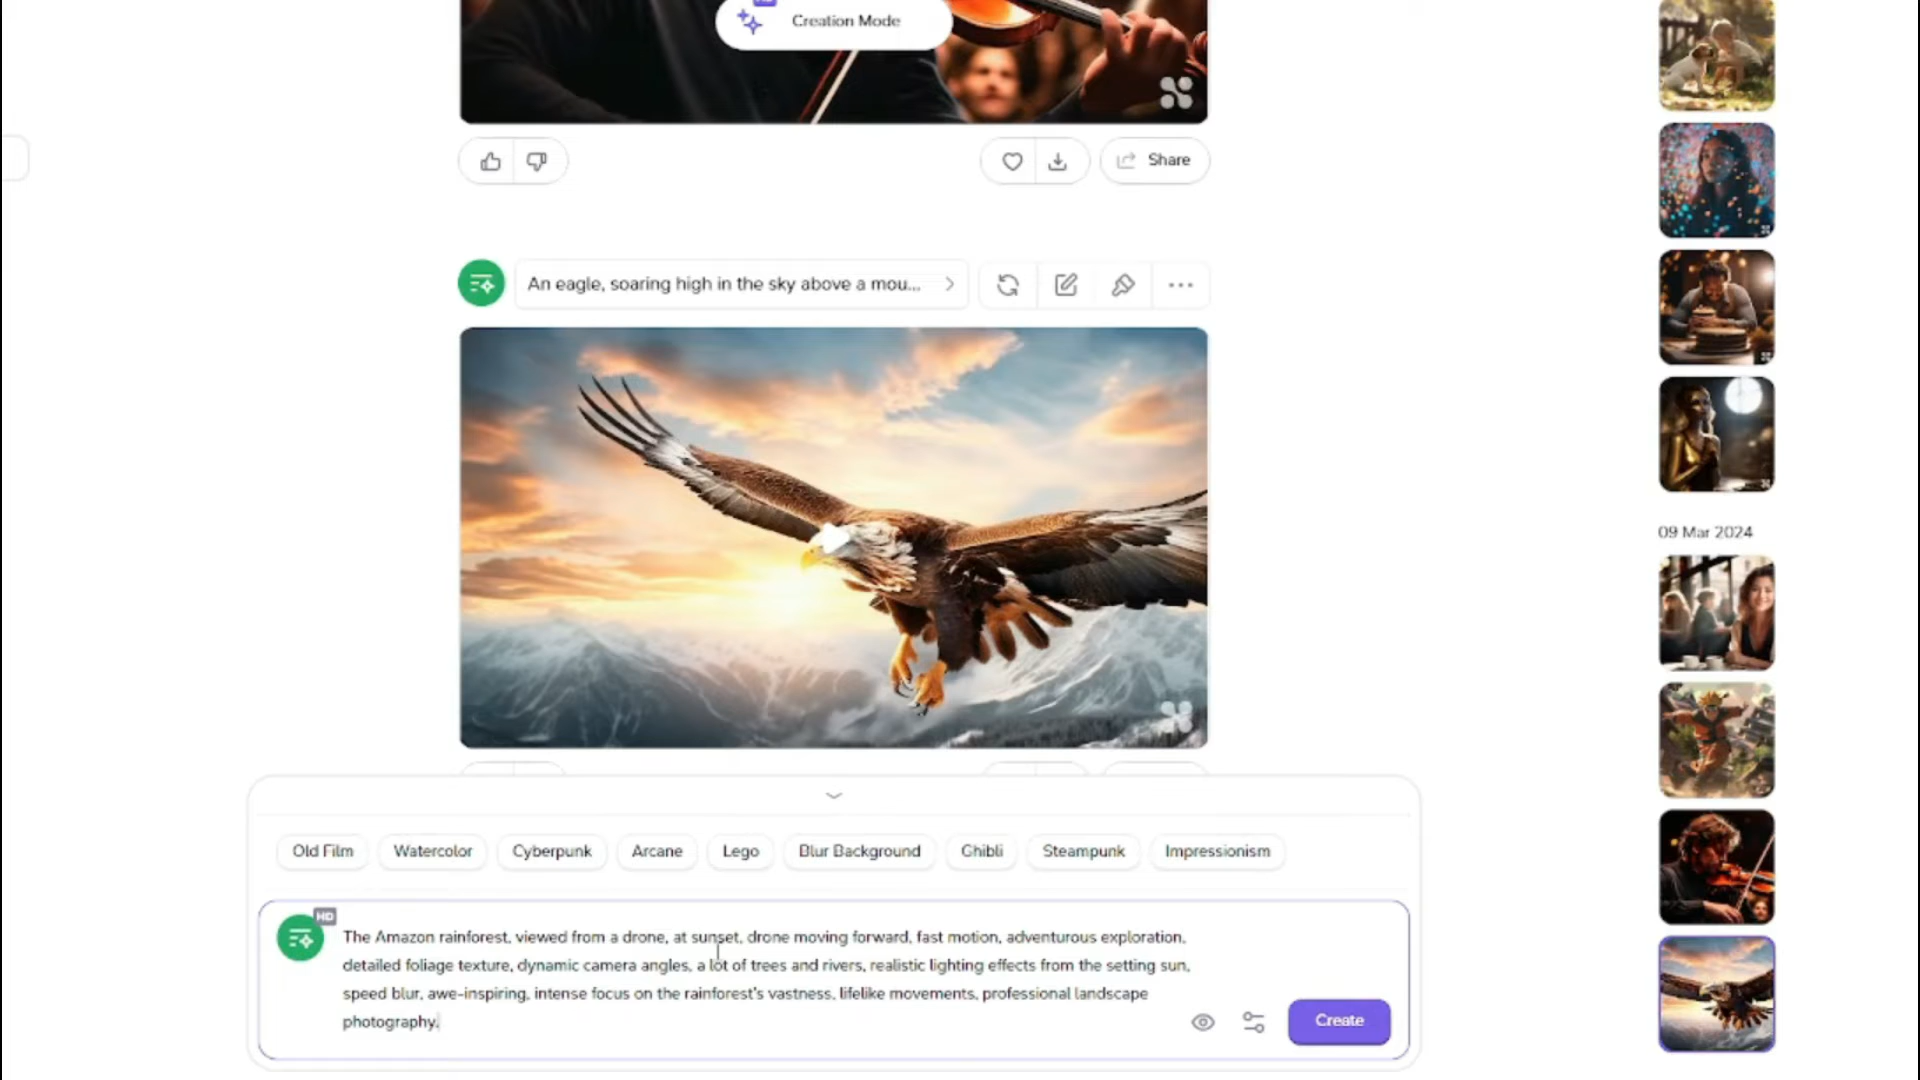 HD
Creation Mode
Share
An eagle, soaring high in the sky above a mou...
09 Mar 2024
Old Film
Watercolor
Cyberpunk
Arcane
Lego
Blur Background
Ghibli
Steampunk
Impressionism
HD
The Amazon rainforest, viewed from a drone, at sunset, drone moving forward, fast motion, adventurous exploration,
detailed foliage texture, dynamic camera angles, a lot of trees and rivers, realistic lighting effects from the setting sun,
speed blur, awe-inspiring, intense focus on the rainforest's vastness, lifelike movements, professional landscape
photography.
Create